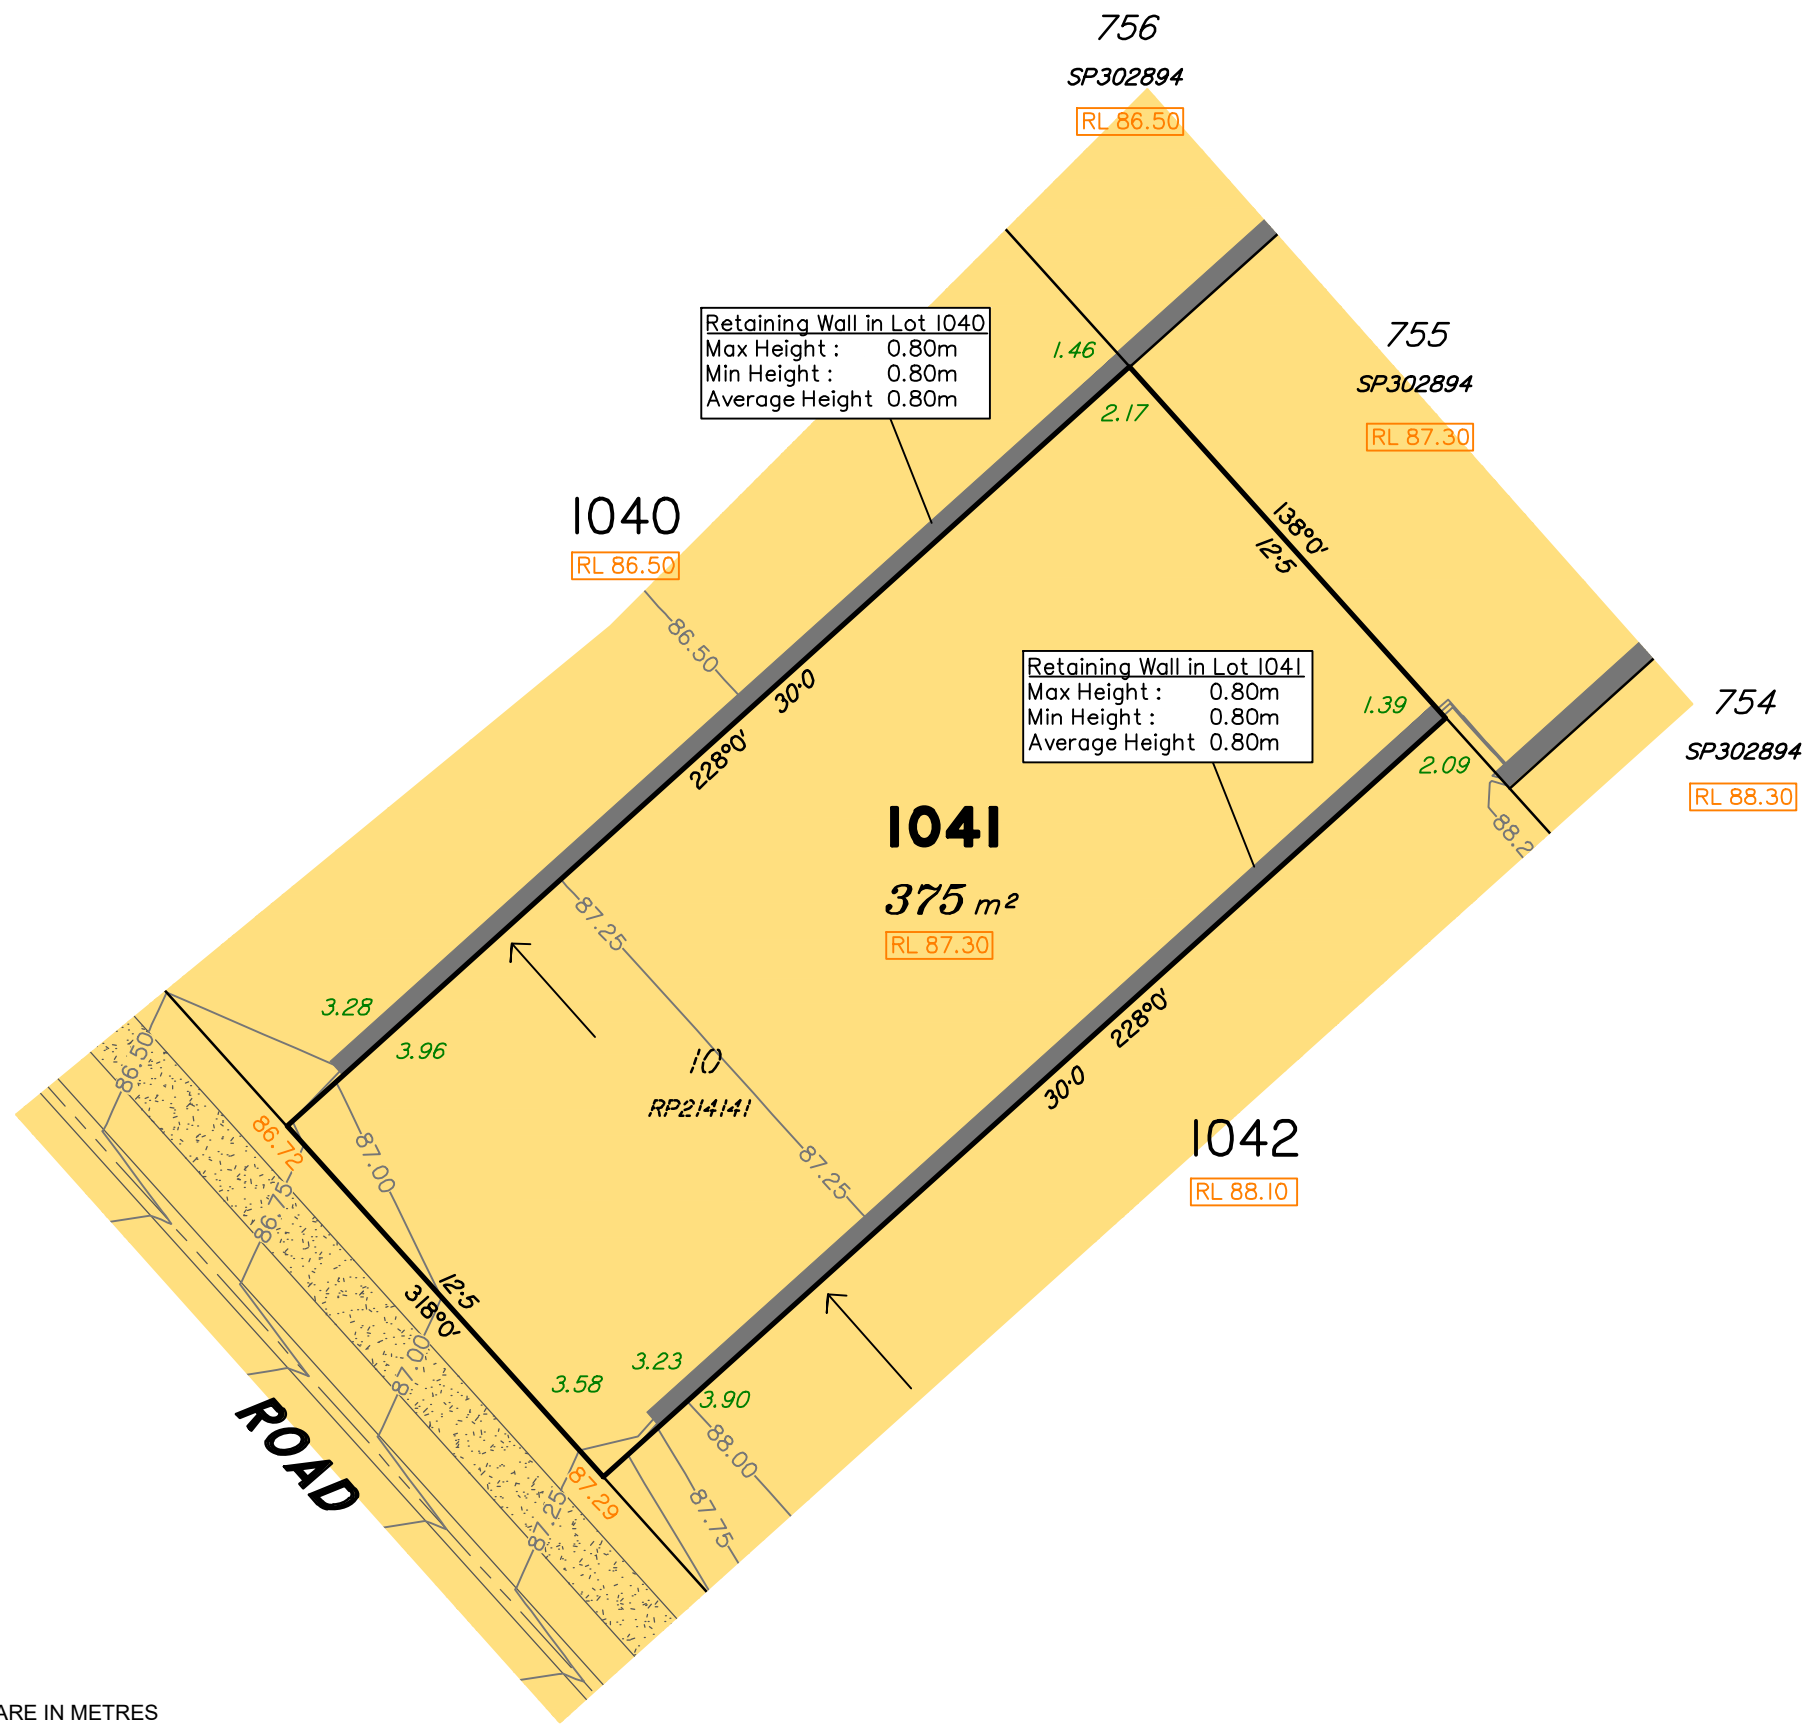 756
SP302894
RL 86.50
755
SP302894
RL 87.30
Retaining Wall in Lot 1040
Max Height : 0.80m
Min Height : 0.80m
Average Height 0.80m
1.46
2.17
1040
RL 86.50
86.50
138°0'
12·5
30·0
228°0'
Retaining Wall in Lot 1041
Max Height : 0.80m
Min Height : 0.80m
Average Height 0.80m
1.39
2.09
754
SP302894
RL 88.30
88.2
1041
375 m²
RL 87.30
87.25
3.28
3.96
10
RP214141
228°0'
30·0
1042
RL 88.10
86.50
86.72
86.75
87.00
87.25
12·5
318°0'
87.00
3.23
3.58
3.90
88.00
87.75
87.29
87.25
ROAD
ARE IN METRES